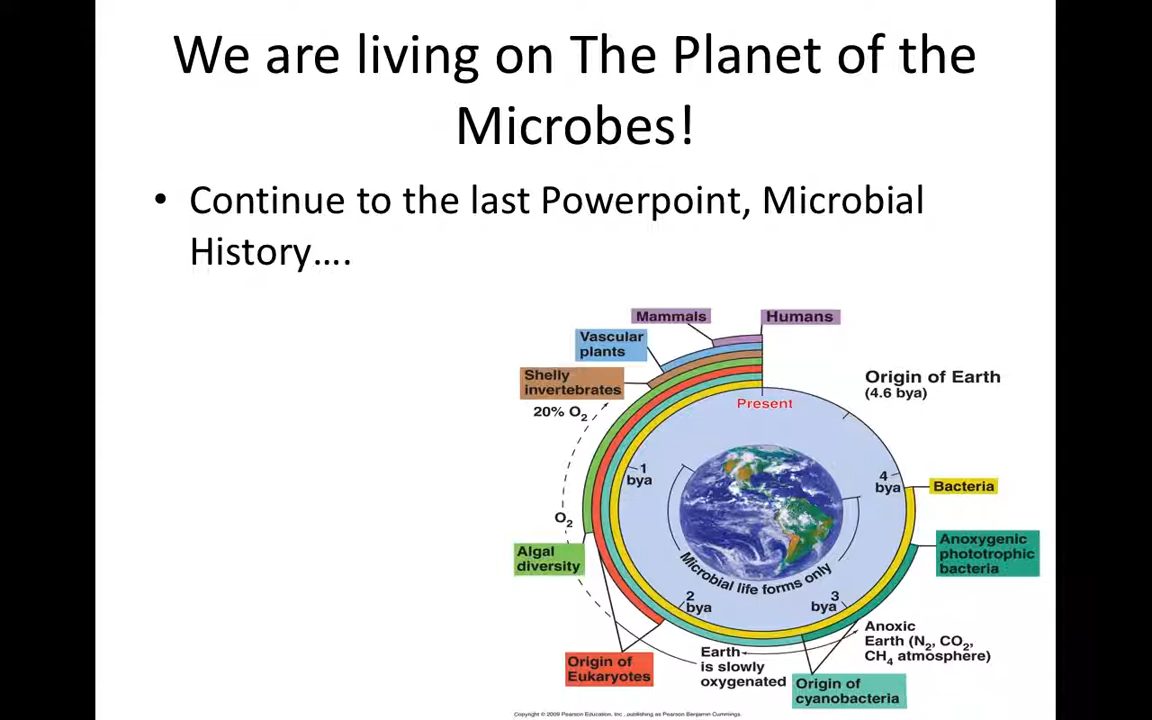 We are living on The Planet of the
Microbes!
• Continue to the last Powerpoint, Microbial
History….
Mammals
Humans
Vascular
plants
Shelly
invertebrates
20% O₂
Origin of Earth
(4.6 bya)
Present
1
bya
4
bya
Bacteria
O₂
Anoxygenic
phototrophic
bacteria
Algal
diversity
Microbial life forms only
2
bya
3
bya
Anoxic
Earth (N₂, CO₂,
CH₄ atmosphere)
Origin of
Eukaryotes
Earth
is slowly
oxygenated
Origin of
cyanobacteria
Copyright © 2009 Pearson Education, Inc., publishing as Pearson Benjamin Cummings.